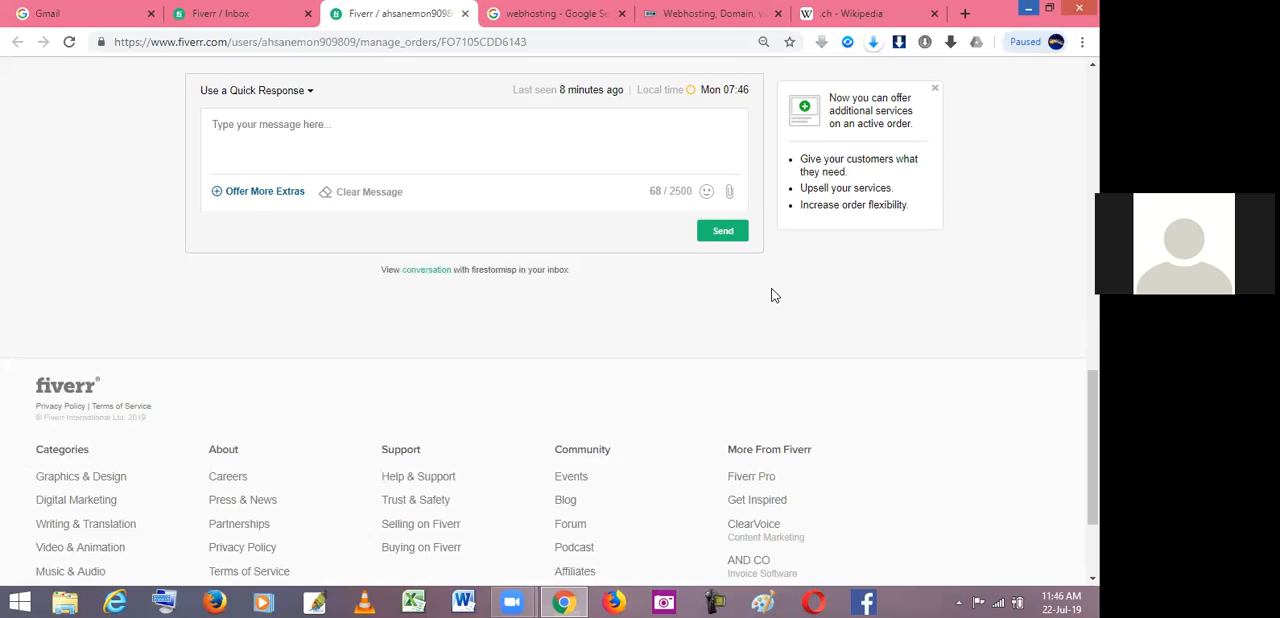 Gmail
Fiverr / Inbox
Fiverr / ahsanemon9098
webhosting - Google Se
Webhosting, Domain, v
.ch - Wikipedia
https://www.fiverr.com/users/ahsanemon909809/manage_orders/FO7105CDD6143
Paused
Use a Quick Response
Last seen 8 minutes ago | Local time Mon 07:46
Type your message here...
Offer More Extras
Clear Message
68 / 2500
Send
View conversation with firestormisp in your inbox
Now you can offer
additional services
on an active order.
Give your customers what
they need.
Upsell your services.
Increase order flexibility.
fiverr®
Privacy Policy | Terms of Service
© Fiverr International Ltd. 2019
Categories
Graphics & Design
Digital Marketing
Writing & Translation
Video & Animation
Music & Audio
About
Careers
Press & News
Partnerships
Privacy Policy
Terms of Service
Support
Help & Support
Trust & Safety
Selling on Fiverr
Buying on Fiverr
Community
Events
Blog
Forum
Podcast
Affiliates
More From Fiverr
Fiverr Pro
Get Inspired
ClearVoice
Content Marketing
AND CO
Invoice Software
11:46 AM
22-Jul-19